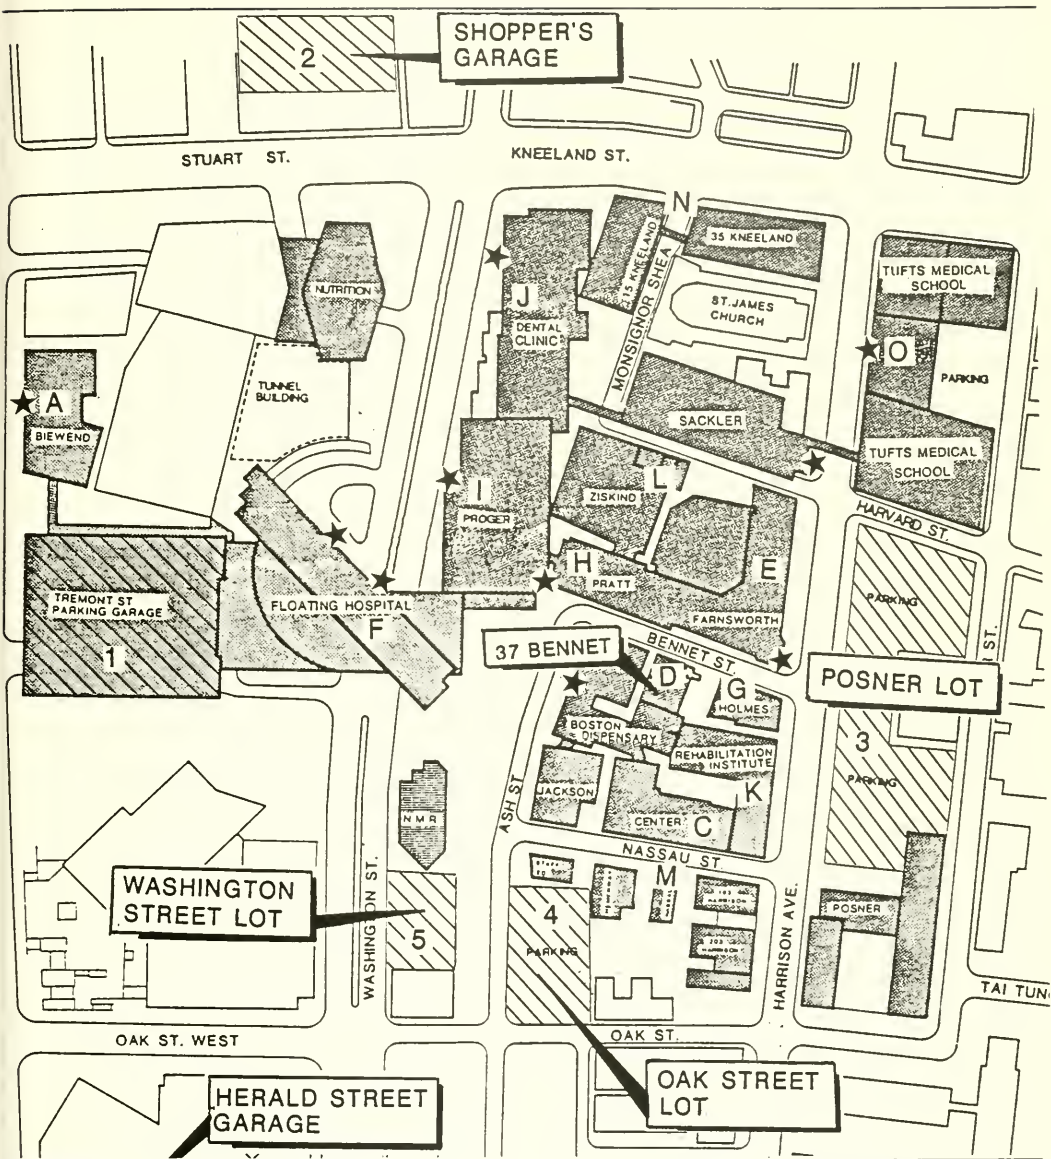 SHOPPER'S
GARAGE
2
STUART ST.
KNEELAND ST.
N
35 KNEELAND
215 KNEELAND
MONSIGNOR SHEA
ST. JAMES
CHURCH
TUFTS MEDICAL
SCHOOL
NUTRITION
J
DENTAL
CLINIC
O
PARKING
TUNNEL
BUILDING
A
BIEWEND
SACKLER
TUFTS MEDICAL
SCHOOL
I
PROGER
L
ZISKIND
HARVARD ST.
H
PRATT
E
FARNSWORTH
PARKING
TREMONT ST
PARKING GARAGE
1
FLOATING HOSPITAL
F
BENNET ST.
37 BENNET
D
G
HOLMES
POSNER LOT
ST.
BOSTON
DISPENSARY
REHABILITATION
INSTITUTE
3
PARKING
JACKSON
K
CENTER
C
ASH ST
NMR
NASSAU ST
M
WASHINGTON
STREET LOT
5
WASHINGTON ST.
4
PARKING
HARRISON
HARRISON
POSNER
HARRISON AVE.
TAI TUN
OAK ST. WEST
OAK ST.
HERALD STREET
GARAGE
OAK STREET
LOT